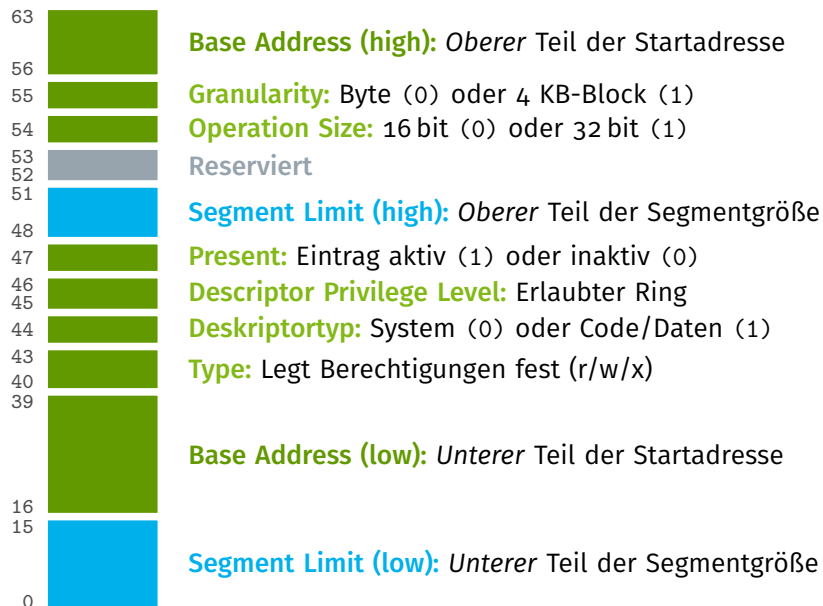 63
Base Address (high): Oberer Teil der Startadresse
56
55 Granularity: Byte (0) oder 4 KB-Block (1)
54 Operation Size: 16 bit (0) oder 32 bit (1)
53
Reserviert
52
51
Segment Limit (high): Oberer Teil der Segmentgröße
48
47 Present: Eintrag aktiv (1) oder inaktiv (0)
46
Descriptor Privilege Level: Erlaubter Ring
45
44 Deskriptortyp: System (0) oder Code/Daten (1)
43
Type: Legt Berechtigungen fest (r/w/x)
40
39
Base Address (low): Unterer Teil der Startadresse
16
15
Segment Limit (low): Unterer Teil der Segmentgröße
0